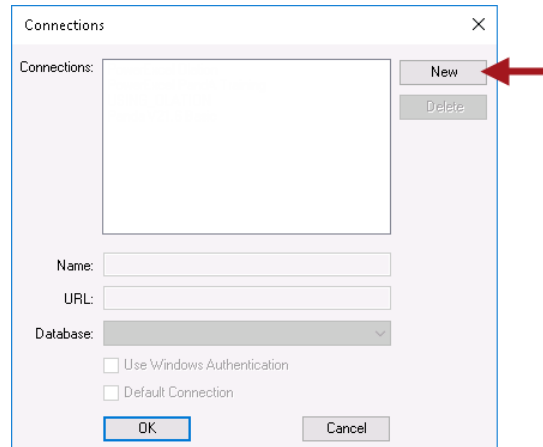 Connections
Connections:
New
Delete
Name:
URL:
Database:
Use Windows Authentication
Default Connection
OK Cancel